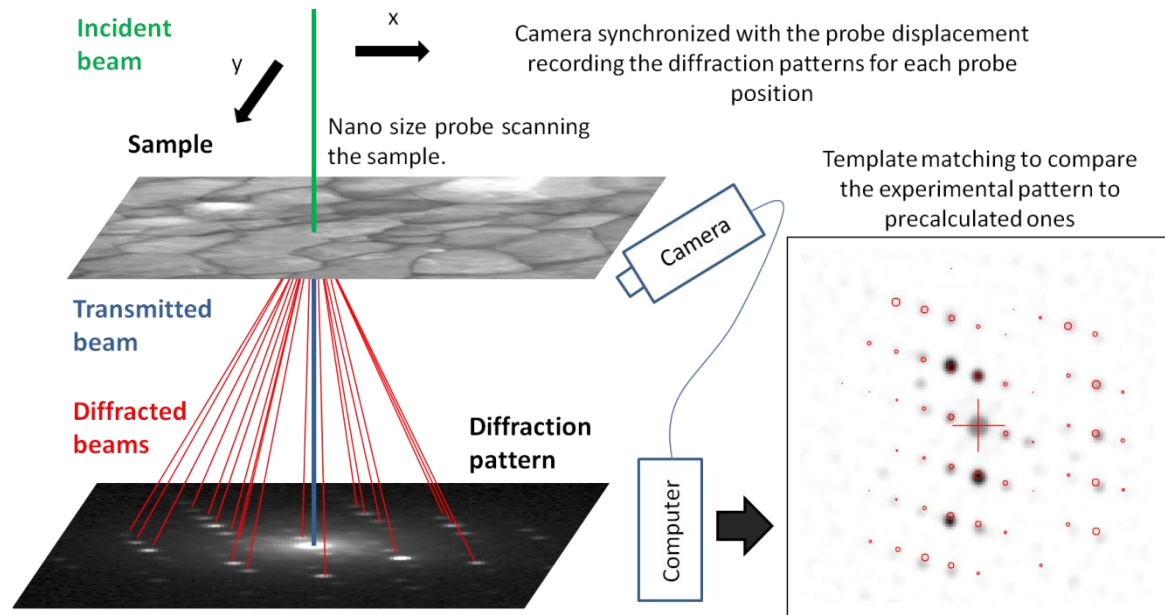 Incident
beam
x
y
Camera synchronized with the probe displacement
recording the diffraction patterns for each probe
position
Sample
Nano size probe scanning
the sample.
Template matching to compare
the experimental pattern to
precalculated ones
Camera
Transmitted
beam
Diffracted
beams
Diffraction
pattern
Computer